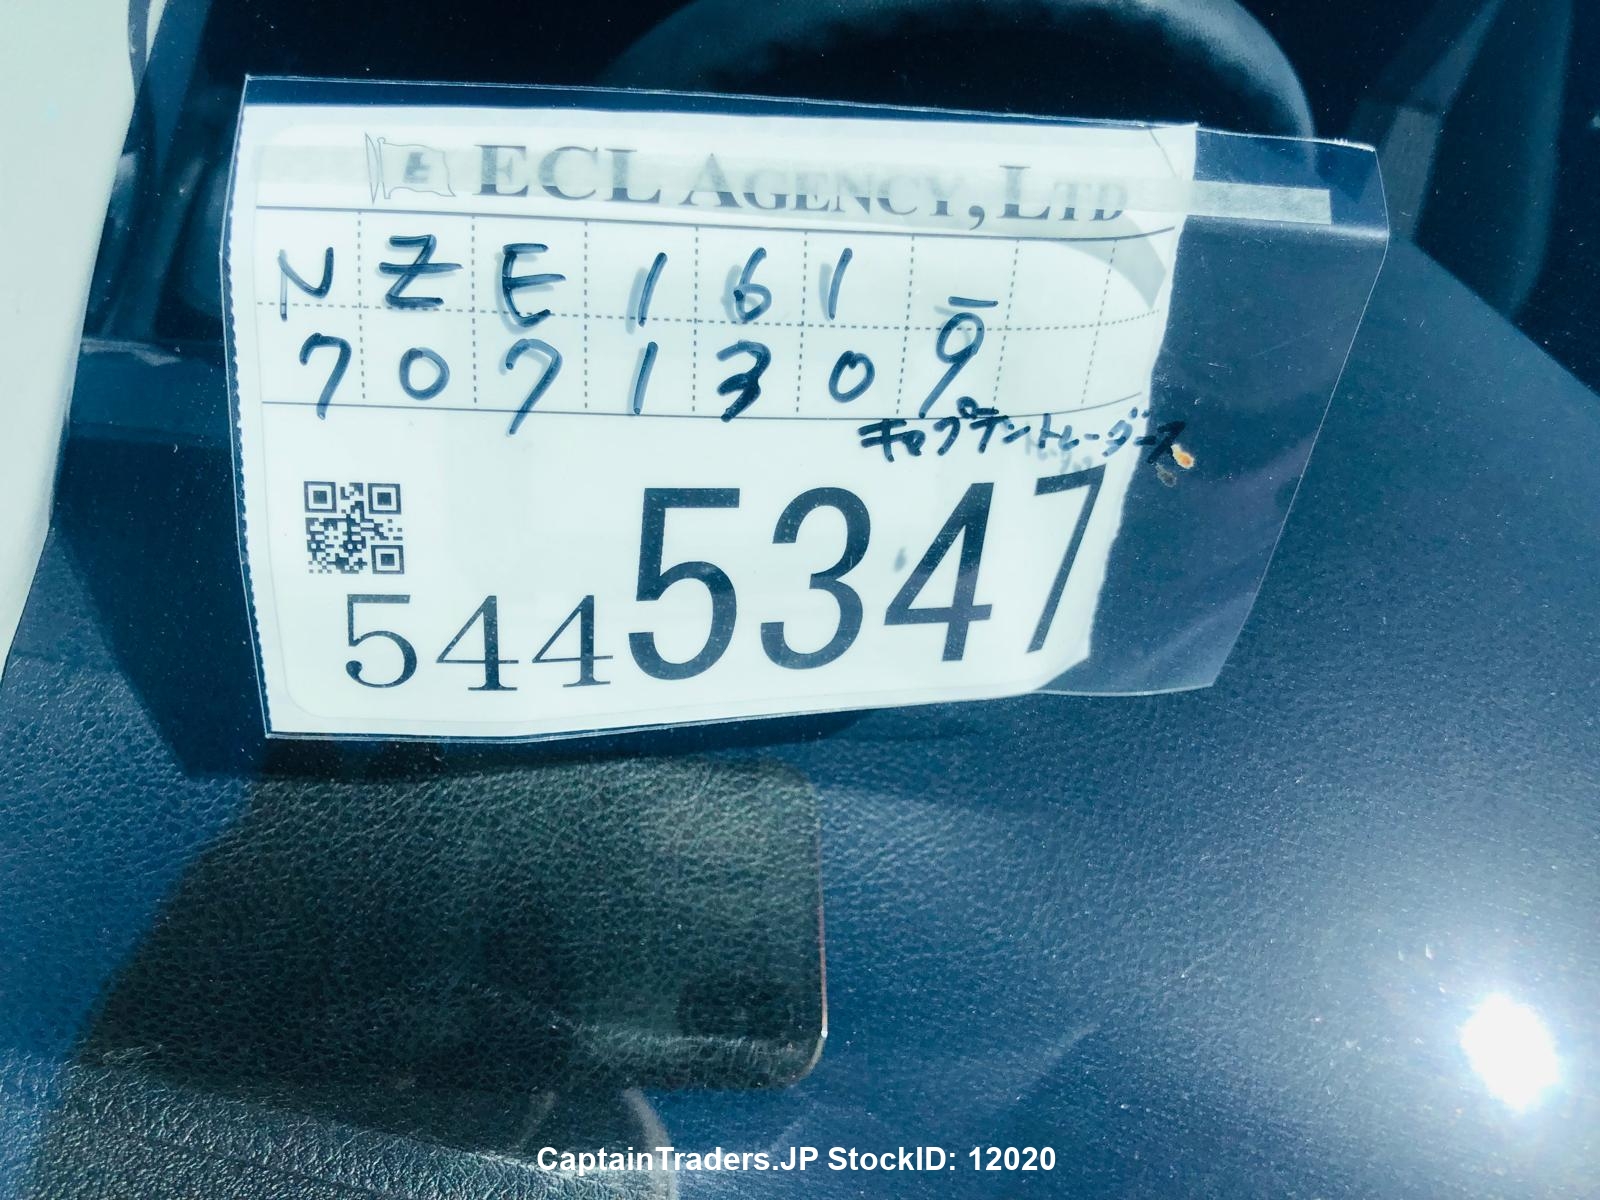 ECL AGENCY, LTD
NZE161-
7071309
キャプテントレーダース
5445347
CaptainTraders.JP StockID: 12020